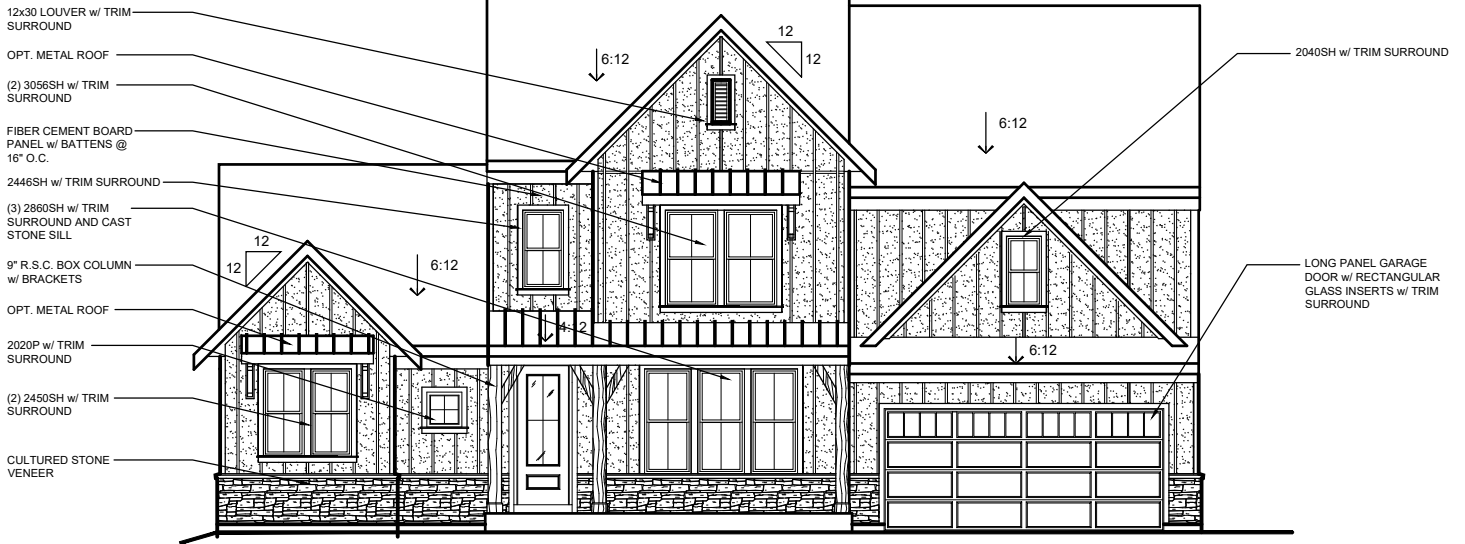 12x30 LOUVER w/ TRIM
SURROUND
OPT. METAL ROOF
(2) 3056SH w/ TRIM
SURROUND
FIBER CEMENT BOARD
PANEL w/ BATTENS @
16" O.C.
2446SH w/ TRIM SURROUND
(3) 2860SH w/ TRIM
SURROUND AND CAST
STONE SILL
9" R.S.C. BOX COLUMN
w/ BRACKETS
OPT. METAL ROOF
2020P w/ TRIM
SURROUND
(2) 2450SH w/ TRIM
SURROUND
CULTURED STONE
VENEER
12
12
6:12
6:12
12
12
4:12
6:12
6:12
2040SH w/ TRIM SURROUND
LONG PANEL GARAGE
DOOR w/ RECTANGULAR
GLASS INSERTS w/ TRIM
SURROUND